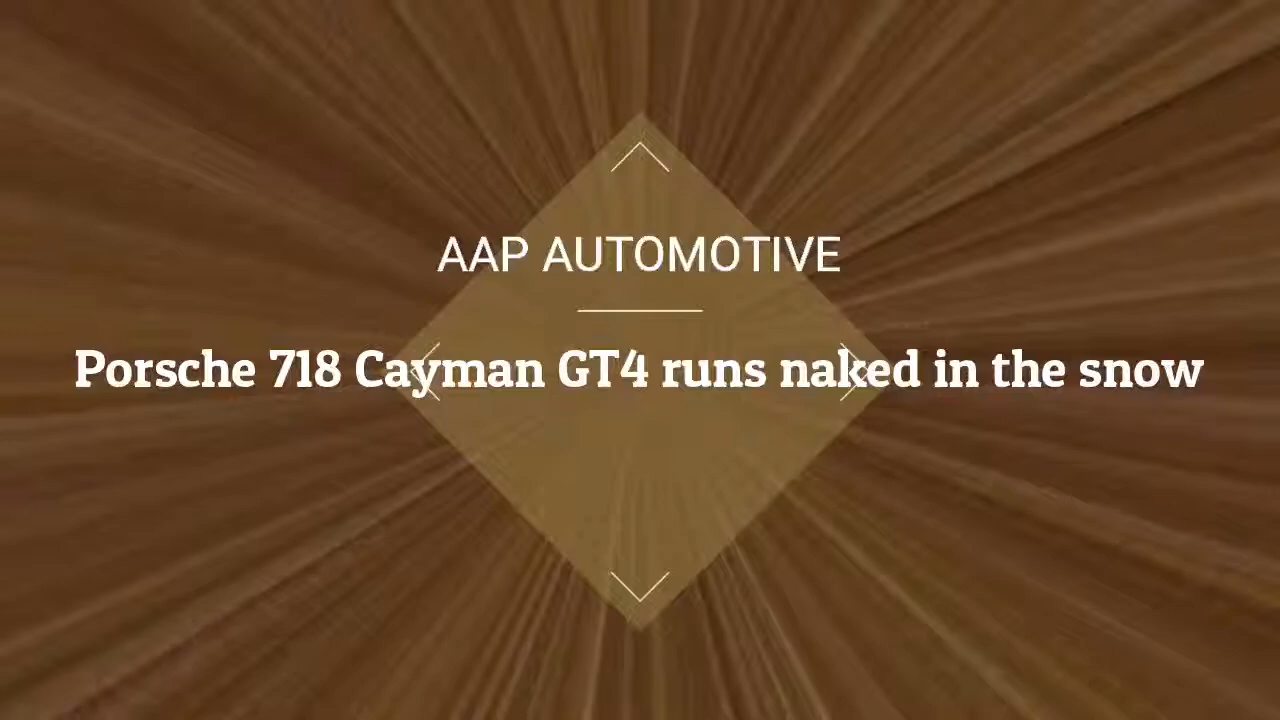 AAP AUTOMOTIVE
Porsche 718 Cayman GT4 runs naked in the snow